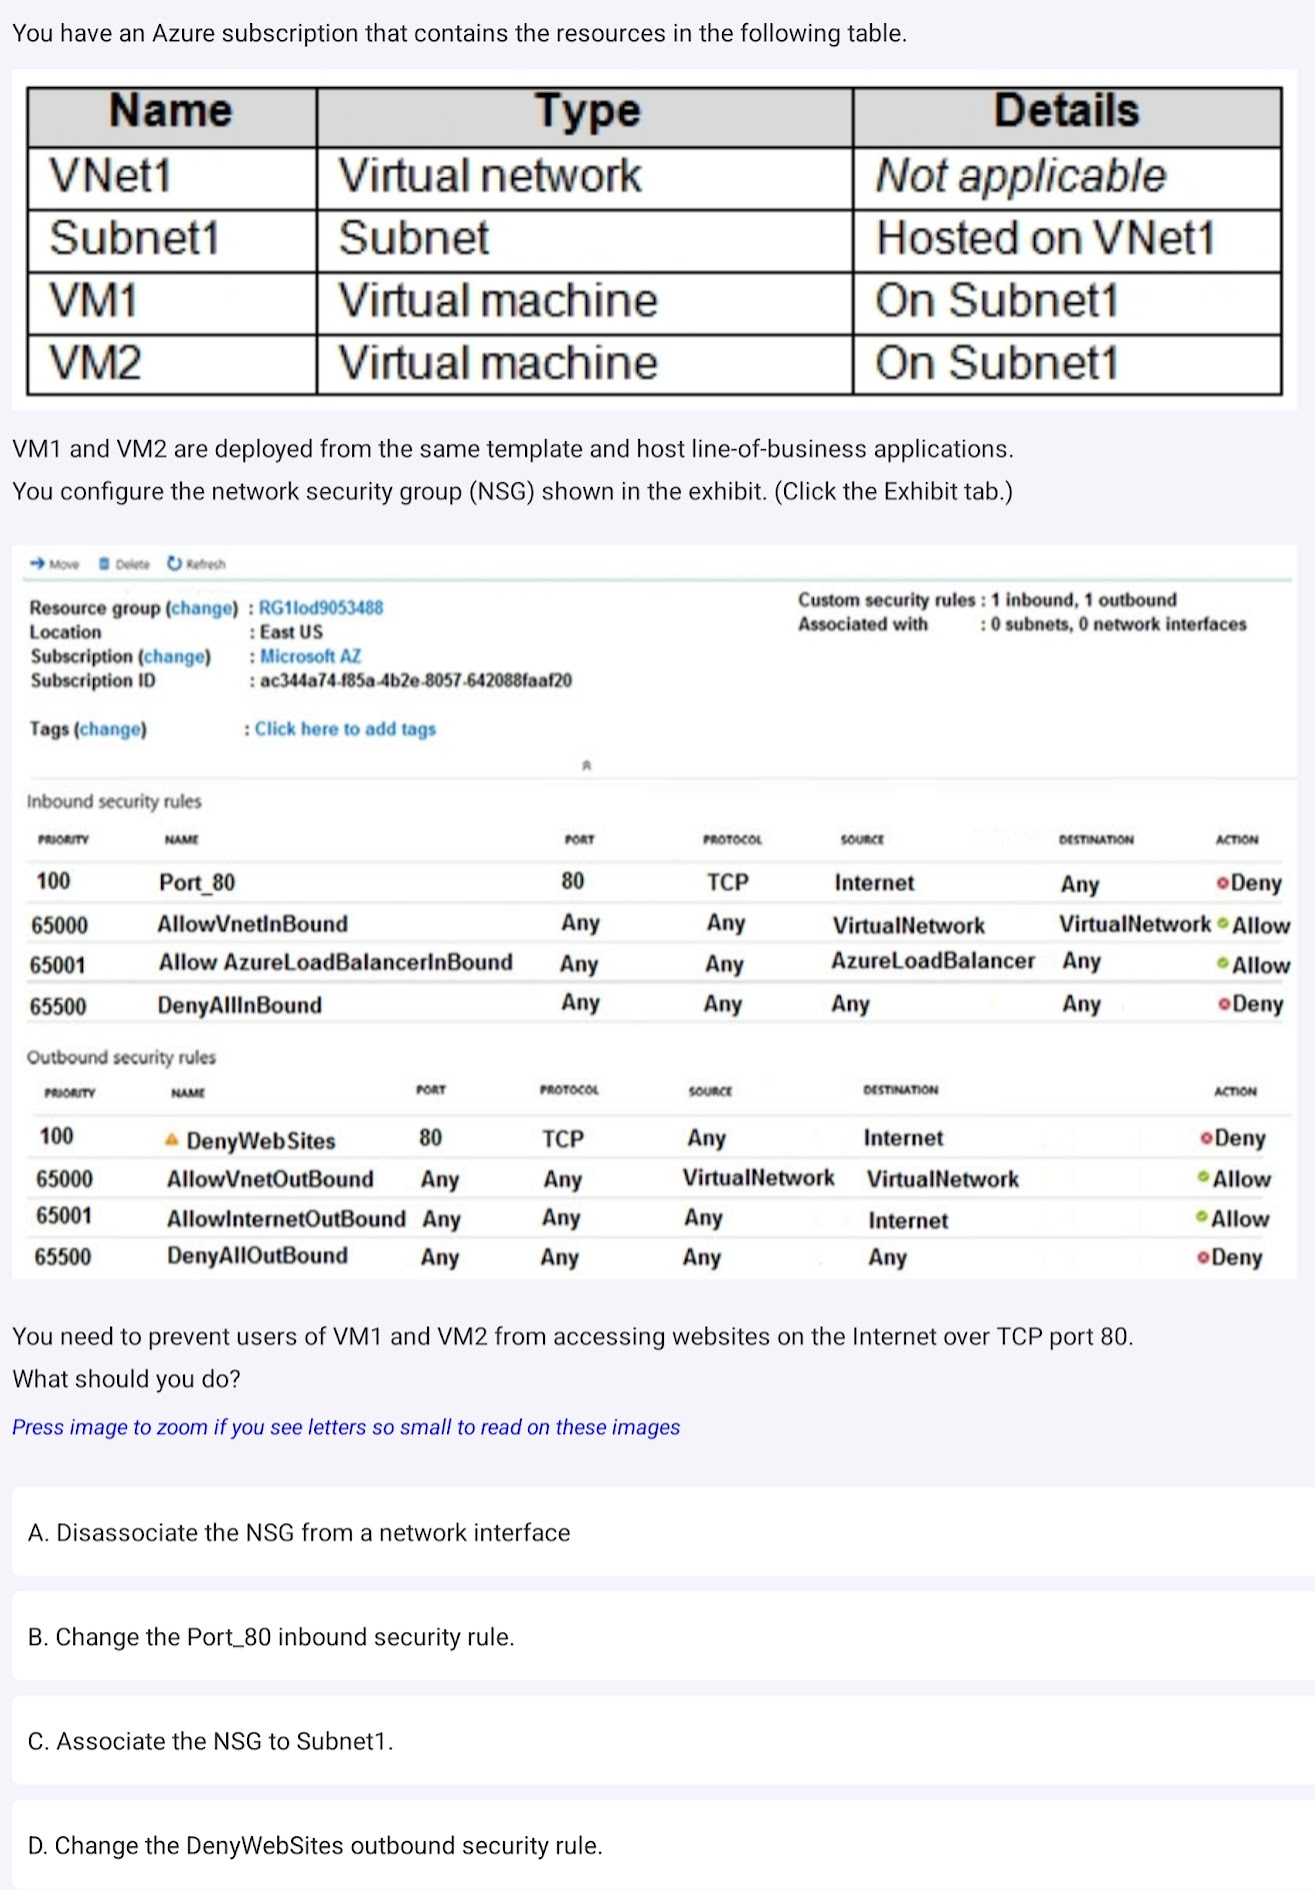 You have an Azure subscription that contains the resources in the following table.
Name Type Details
VNet1 Virtual network Not applicable
Subnet1 Subnet Hosted on VNet1
VM1 Virtual machine On Subnet1
VM2 Virtual machine On Subnet1
VM1 and VM2 are deployed from the same template and host line-of-business applications.
You configure the network security group (NSG) shown in the exhibit. (Click the Exhibit tab.)
Move Delete Refresh
Resource group (change) : RG1lod9053488 Custom security rules : 1 inbound, 1 outbound
Location : East US Associated with : 0 subnets, 0 network interfaces
Subscription (change) : Microsoft AZ
Subscription ID : ac344a74-f85a-4b2e-8057-642088faaf20
Tags (change) : Click here to add tags
Inbound security rules
PRIORITY NAME PORT PROTOCOL SOURCE DESTINATION ACTION
100 Port_80 80 TCP Internet Any Deny
65000 AllowVnetInBound Any Any VirtualNetwork VirtualNetwork Allow
65001 Allow AzureLoadBalancerInBound Any Any AzureLoadBalancer Any Allow
65500 DenyAllInBound Any Any Any Any Deny
Outbound security rules
PRIORITY NAME PORT PROTOCOL SOURCE DESTINATION ACTION
100 DenyWebSites 80 TCP Any Internet Deny
65000 AllowVnetOutBound Any Any VirtualNetwork VirtualNetwork Allow
65001 AllowInternetOutBound Any Any Any Internet Allow
65500 DenyAllOutBound Any Any Any Any Deny
You need to prevent users of VM1 and VM2 from accessing websites on the Internet over TCP port 80.
What should you do?
Press image to zoom if you see letters so small to read on these images
A. Disassociate the NSG from a network interface
B. Change the Port_80 inbound security rule.
C. Associate the NSG to Subnet1.
D. Change the DenyWebSites outbound security rule.